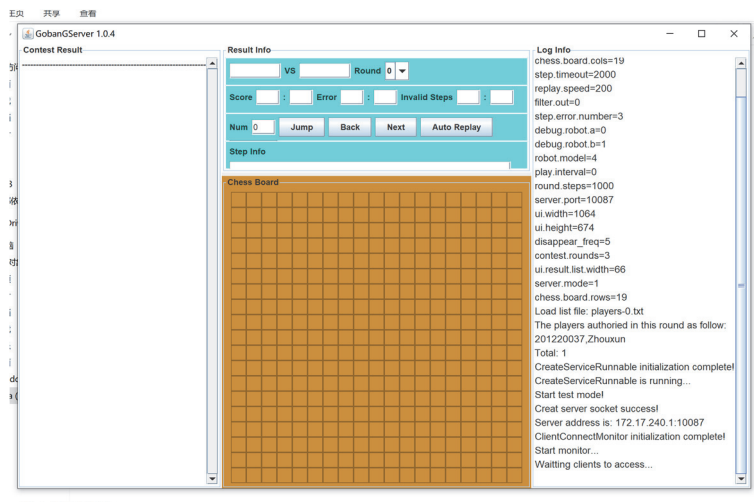 主页 共享 查看
GobanGServer 1.0.4
Contest Result
Result Info
VS Round 0
Score : Error : Invalid Steps :
Num 0 Jump Back Next Auto Replay
Step Info
Chess Board
Log Info
chess.board.cols=19
step.timeout=2000
replay.speed=200
filter.out=0
step.error.number=3
debug.robot.a=0
debug.robot.b=1
robot.model=4
play.interval=0
round.steps=1000
server.port=10087
ui.width=1064
ui.height=674
disappear_freq=5
contest.rounds=3
ui.result.list.width=66
server.mode=1
chess.board.rows=19
Load list file: players-0.txt
The players authoried in this round as follow:
201220037,Zhouxun
Total: 1
CreateServiceRunnable initialization complete!
CreateServiceRunnable is running...
Start test mode!
Creat server socket success!
Server address is: 172.17.240.1:10087
ClientConnectMonitor initialization complete!
Start monitor...
Waitting clients to access...